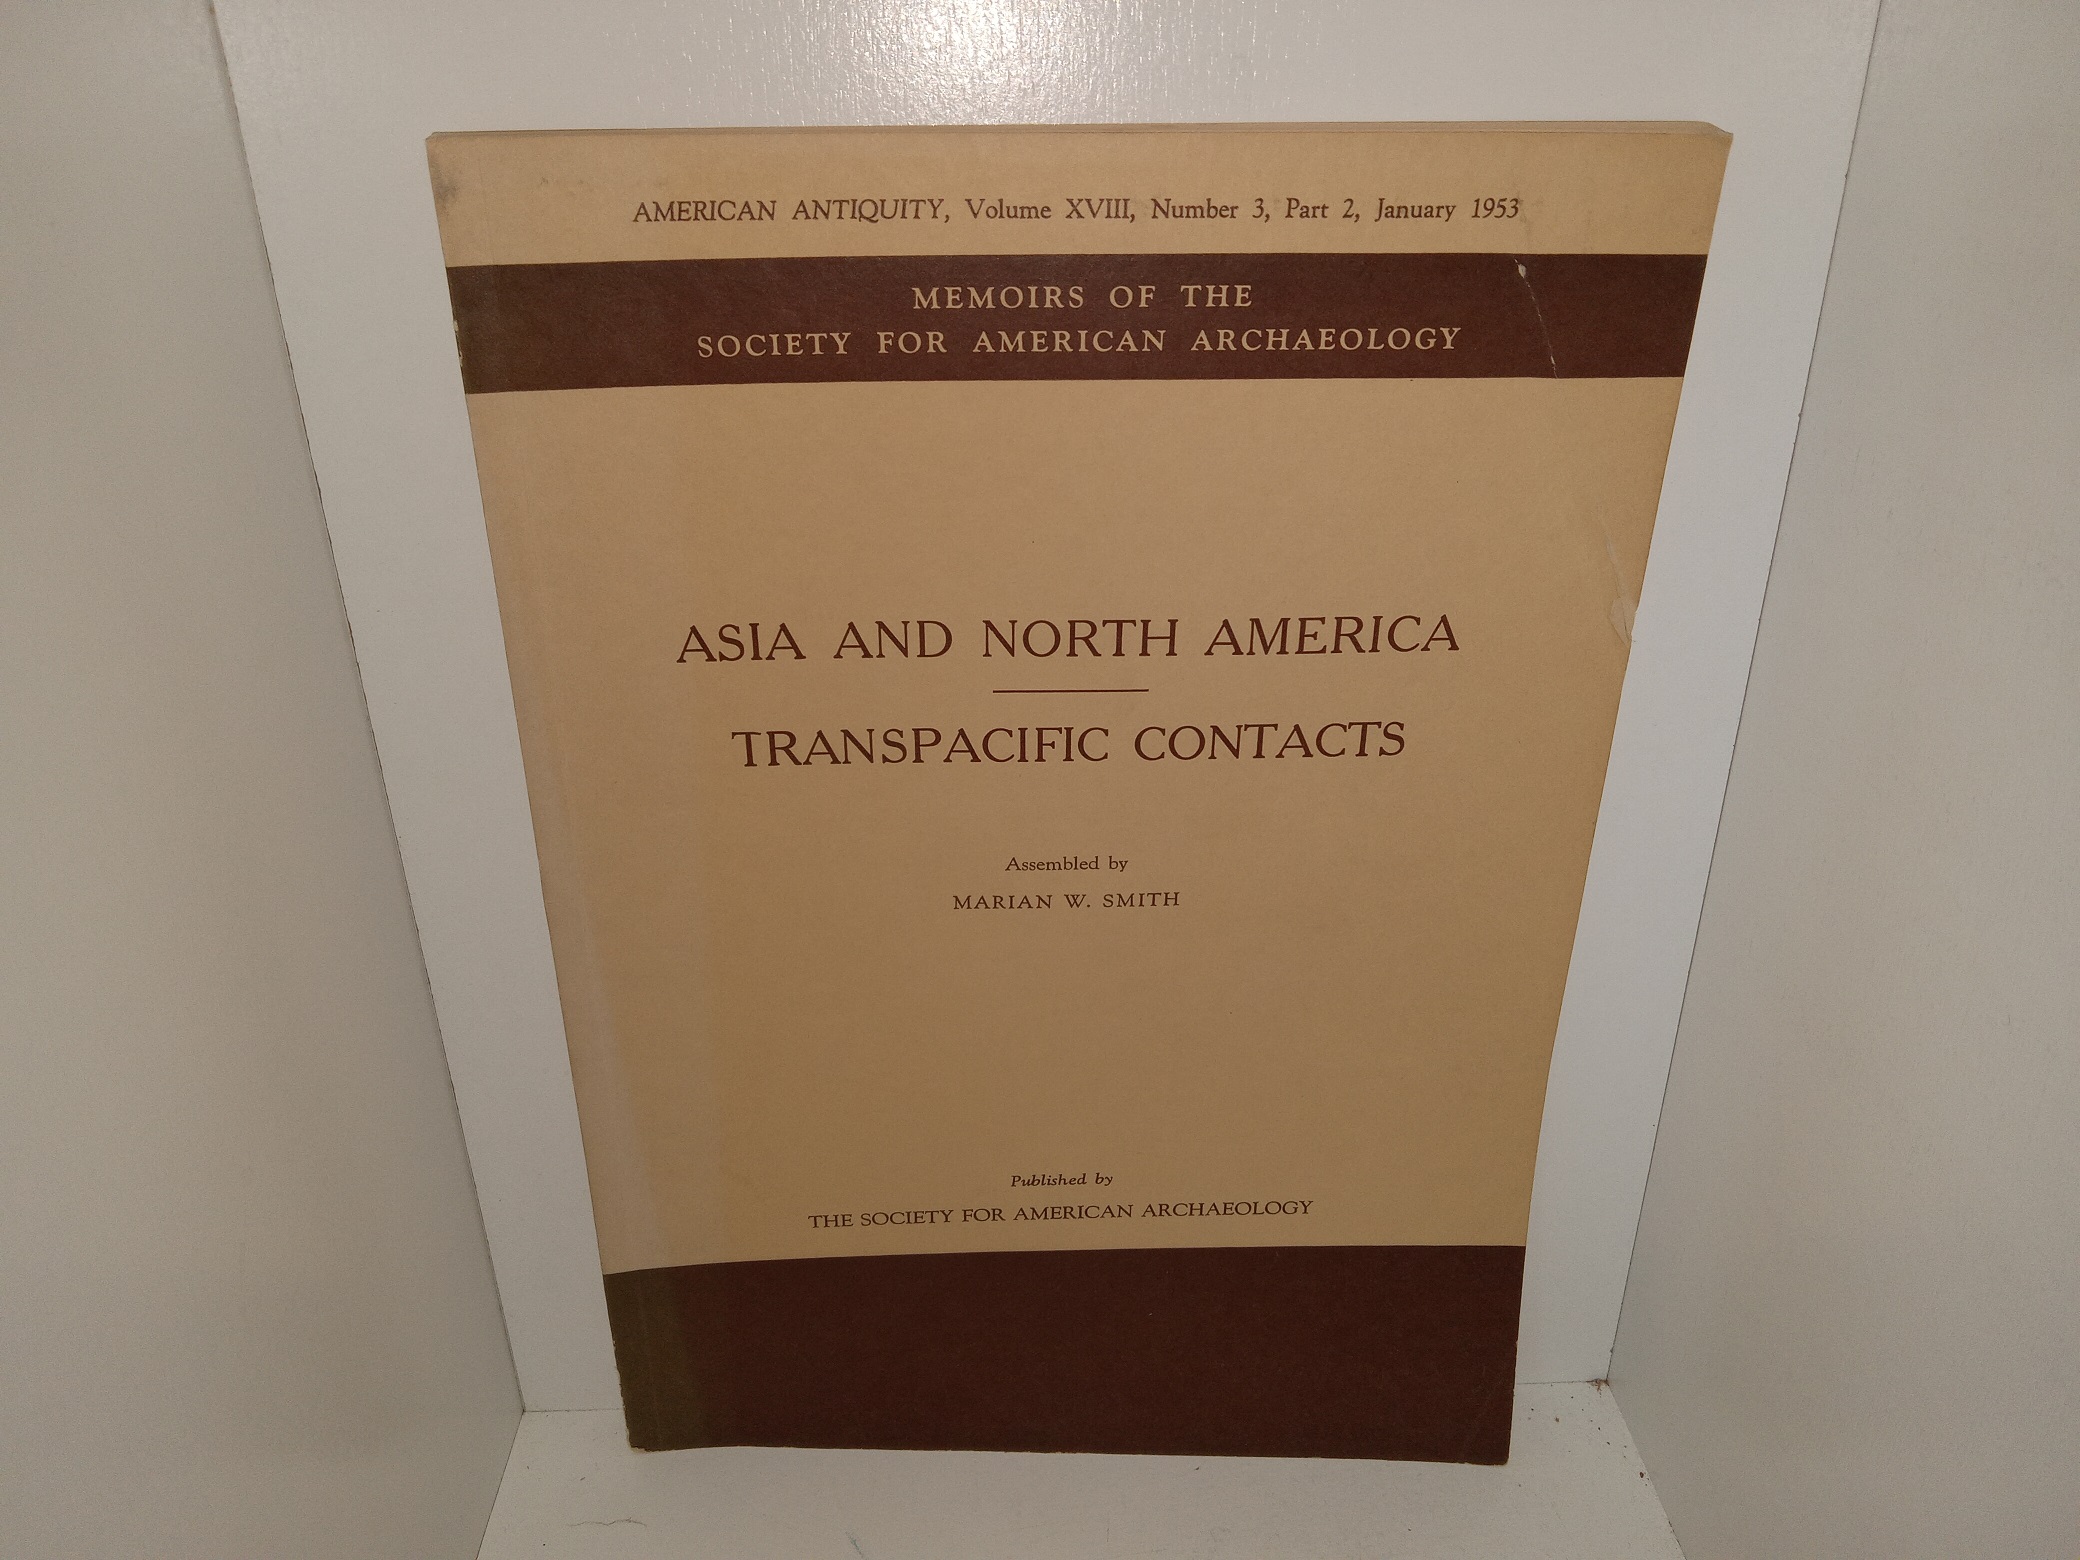 AMERICAN ANTIQUITY, Volume XVIII, Number 3, Part 2, January 1953
MEMOIRS OF THE
SOCIETY FOR AMERICAN ARCHAEOLOGY
ASIA AND NORTH AMERICA
TRANSPACIFIC CONTACTS
Assembled by
MARIAN W. SMITH
Published by
THE SOCIETY FOR AMERICAN ARCHAEOLOGY